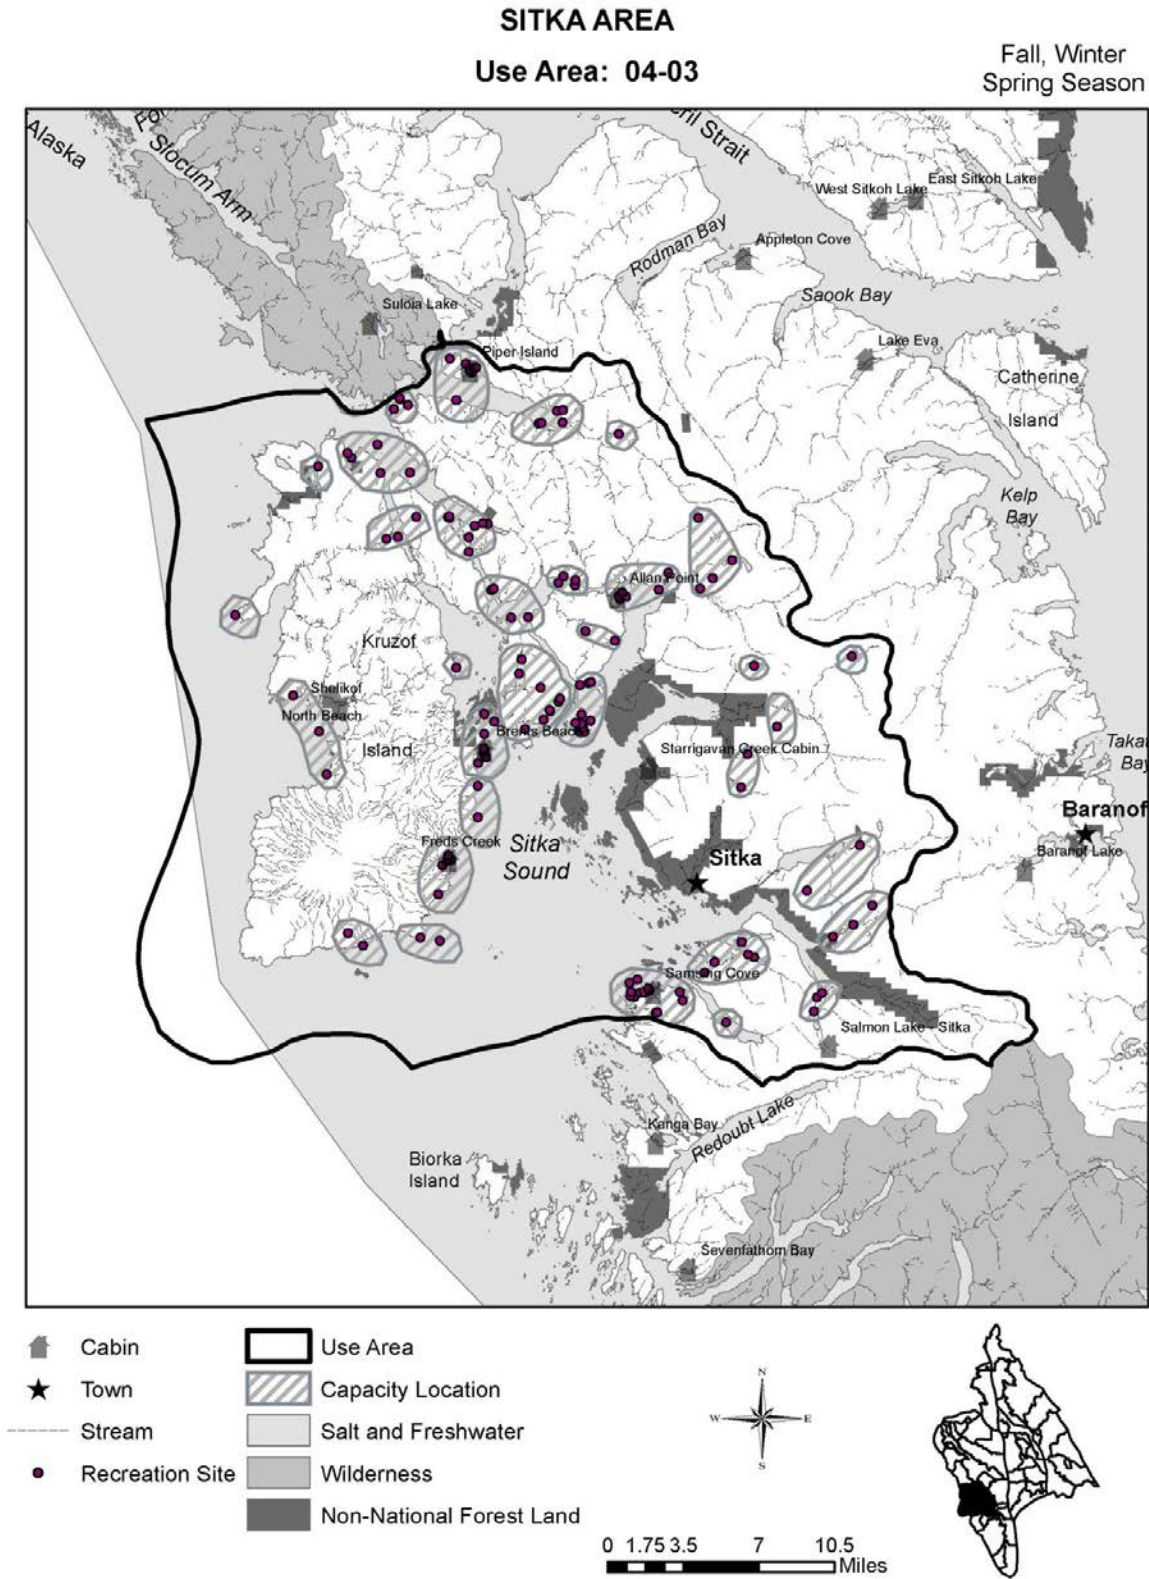 SITKA AREA
Use Area: 04-03
Fall, Winter
Spring Season
Alaska
Slocum Arm
Strait
East Sitkoh Lake
West Sitkoh Lake
Rodman Bay
Appleton Cove
Saook Bay
Suloia Lake
Lake Eva
Piper Island
Catherine
Island
Kelp
Bay
Allan Point
Kruzof
Shelikof
North Beach
Island
Brents Beach
Starrigavan Creek Cabin
Takat
Bay
Baranof
Baranof Lake
Freds Creek
Sitka
Sound
Sitka
Samsing Cove
Salmon Lake - Sitka
Kanga Bay
Redoubt Lake
Biorka
Island
Sevenfathom Bay
Cabin
Town
Stream
Recreation Site
Use Area
Capacity Location
Salt and Freshwater
Wilderness
Non-National Forest Land
N
W E
S
0 1.75 3.5 7 10.5
Miles